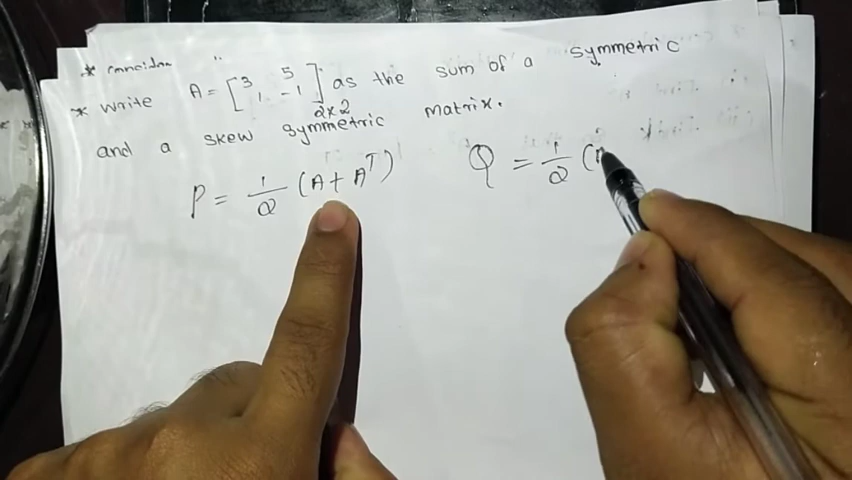 * consider
* write A = [3 5 1 -1] 2x2 as the sum of a symmetric
and a skew symmetric matrix.
P = 1/2 (A + A^T) Q = 1/2 (